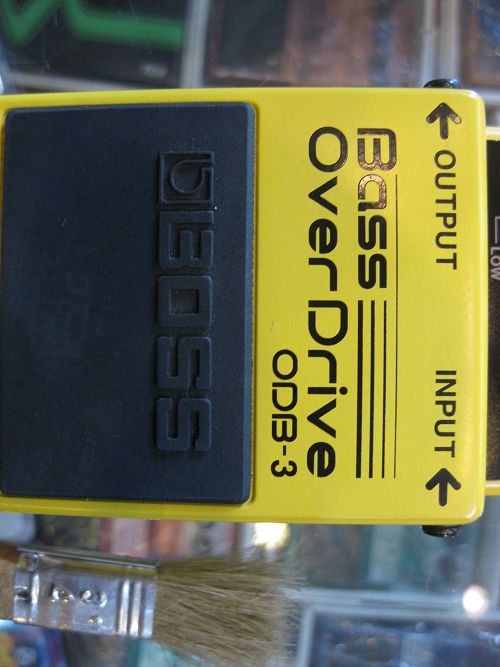 LOW
OUTPUT
INPUT
Bass
OverDrive
ODB-3
BOSS